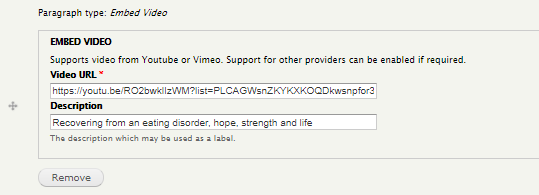 Paragraph type: Embed Video
EMBED VIDEO
Supports video from Youtube or Vimeo. Support for other providers can be enabled if required.
Video URL *
https://youtu.be/RO2bwkIIzWM?list=PLCAGWsnZKYKXKOQDkwsnpfor3
Description
Recovering from an eating disorder, hope, strength and life
The description which may be used as a label.
Remove